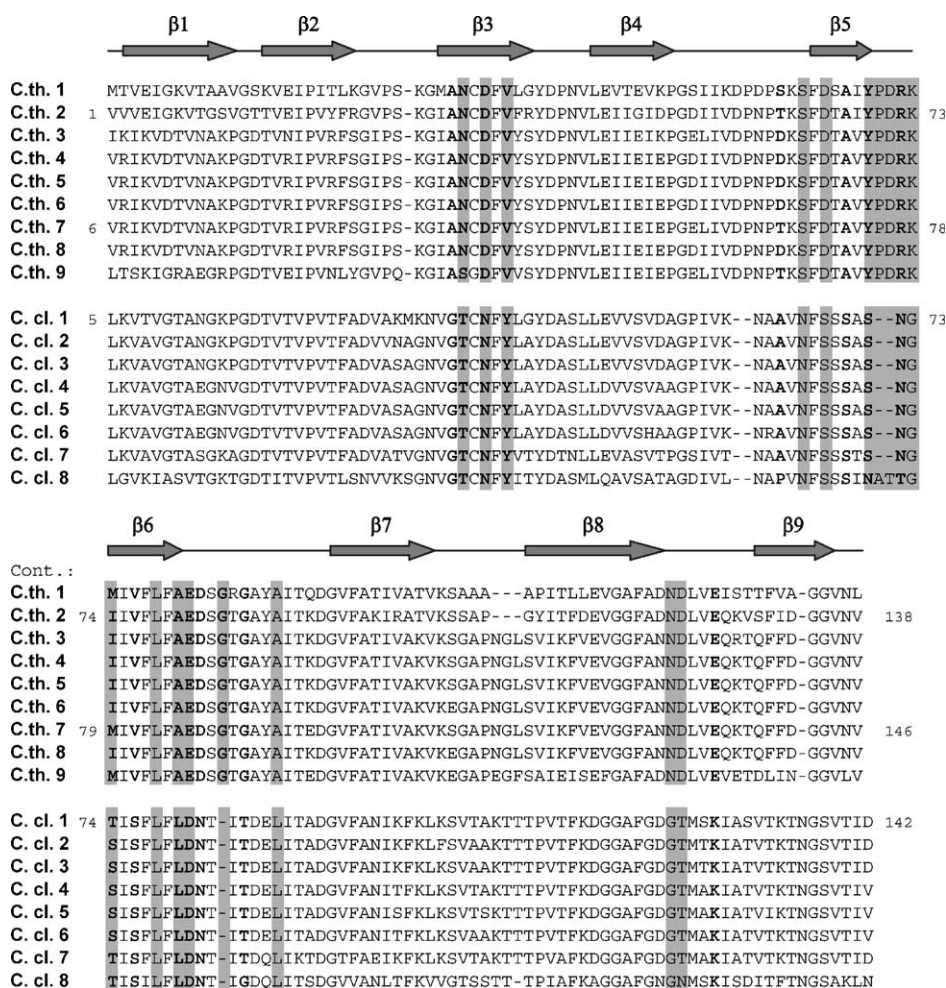 β1 β2 β3 β4 β5
C.th. 1 MTVEIGKVTAAVGSKVEIPITLKGVPS-KGMANCDFVLGYDPNVLEVTEVKPGSIIKDPDPSKSFDSAIYPDRK
C.th. 2 1 VVVEIGKVTGSVGTTVEIPVYFRGVPS-KGIANCDFVFRYDPNVLEIIGIDPGDIIVDPNPTKSFDTAIYPDRK 73
C.th. 3 IKIKVDTVNAKPGDTVNIPVRFSGIPS-KGIANCDFVYSYDPNVLEIIEIKPGELIVDPNPTKSFDTAVYPDRK
C.th. 4 VRIKVDTVNAKPGDTVRIPVRFSGIPS-KGIANCDFVYSYDPNVLEIIEIEPGDIIVDPNPDKSFDTAVYPDRK
C.th. 5 VRIKVDTVNAKPGDTVRIPVRFSGIPS-KGIANCDFVYSYDPNVLEIIEIEPGDIIVDPNPDKSFDTAVYPDRK
C.th. 6 VRIKVDTVNAKPGDTVRIPVRFSGIPS-KGIANCDFVYSYDPNVLEIIEIEPGDIIVDPNPDKSFDTAVYPDRK
C.th. 7 6 VRIKVDTVNAKPGDTVRIPVRFSGIPS-KGIANCDFVYSYDPNVLEIIEIEPGELIVDPNPTKSFDTAVYPDRK 78
C.th. 8 VRIKVDTVNAKPGDTVRIPVRFSGIPS-KGIANCDFVYSYDPNVLEIIEIEPGDIIVDPNPDKSFDTAVYPDRK
C.th. 9 LTSKIGRAEGRPGDTVEIPVNLYGVPQ-KGIASGDFVVSYDPNVLEIIEIEPGELIVDPNPTKSFDTAVYPDRK
C. cl. 1 5 LKVTVGTANGKPGDTVTVPVTFADVAKMKNVGTCNFYLGYDASLLEVVSVDAGPIVK--NAAVNFSSSAS--NG 73
C. cl. 2 LKVAVGTANGKPGDTVTVPVTFADVVNAGNVGTCNFYLAYDASLLEVVSVDAGPIVK--NAAVNFSSSAS--NG
C. cl. 3 LKVAVGTANGKPGDTVTVPVTFADVASAGNVGTCNFYLAYDASLLEVVSVDAGPIVK--NAAVNFSSSAS--NG
C. cl. 4 LKVAVGTAEGNVGDTVTVPVTFADVASAGNVGTCNFYLAYDASLLDVVSVAAGPIVK--NAAVNFSSSAS--NG
C. cl. 5 LKVAVGTAEGNVGDTVTVPVTFADVASAGNVGTCNFYLAYDASLLDVVSVAAGPIVK--NAAVNFSSSAS--NG
C. cl. 6 LKVAVGTAEGNVGDTVTVPVTFADVASAGNVGTCNFYLAYDASLLDVVSHAAGPIVK--NRAVNFSSSAS--NG
C. cl. 7 LKVAVGTASGKAGDTVTVPVTFADVATVGNVGTCNFYVTYDTNLLEVASVTPGSIVT--NAAVNFSSSTS--NG
C. cl. 8 LGVKIASVTGKTGDTVTVPVTLSNVVKSGNVGTCNFYITYDASMLQAVSATAGDIVL--NAPVNFSSSINATTG
β6 β7 β8 β9
Cont.:
C.th. 1 MIVFLFAEDSGRGAYAITQDGVFATIVATVKSAAA---APITLLEVGAFADNDLVEISTTFVA-GGVNL
C.th. 2 74 IIVFLFAEDSGTGAYAITKDGVFAKIRATVKSAP---GYITFDEVGGFADNDLVEQKVSFID-GGVNV 138
C.th. 3 IIVFLFAEDSGTGAYAITKDGVFATIVAKVKSGAPNGLSVIKFVEVGGFANNDLVEQRTQFFD-GGVNV
C.th. 4 IIVFLFAEDSGTGAYAITKDGVFATIVAKVKSGAPNGLSVIKFVEVGGFANNDLVEQKTQFFD-GGVNV
C.th. 5 IIVFLFAEDSGTGAYAITKDGVFATIVAKVKSGAPNGLSVIKFVEVGGFANNDLVEQKTQFFD-GGVNV
C.th. 6 IIVFLFAEDSGTGAYAITKDGVFATIVAKVKEGAPNGLSVIKFVEVGGFANNDLVEQKTQFFD-GGVNV
C.th. 7 79 MIVFLFAEDSGTGAYAITKDGVFATIVAKVKSGAPNGLSVIKFVEVGGFANNDLVEQKTQFFD-GGVNV 146
C.th. 8 IIVFLFAEDSGTGAYAITKDGVFATIVAKVKEGAPNGLSVIKFVEVGGFANNDLVEQKTQFFD-GGVNV
C.th. 9 MIVFLFAEDSGTGAYAITEDGVFATIVAKVKEGAPEGFSAIEISEFGAFADNDLVEVETDLIN-GGVLV
C. cl. 1 74 TISFLFLDNT-ITDELITADGVFANIKFKLKSVTAKTTTPVTFKDGGAFGDGTMSKIASVTKTNGSVTID 142
C. cl. 2 SISFLFLDNT-ITDELITADGVFANIKFKLFSVAAKTTTPVTFKDGGAFGDGTMTKIATVTKTNGSVTID
C. cl. 3 SISFLFLDNT-ITDELITADGVFANIKFKLKSVTAKTTTPVTFKDGGAFGDGTMTKIATVTKTNGSVTID
C. cl. 4 SISFLFLDNT-ITDELITADGVFANITFKLKSVTAKTTTPVTFKDGGAFGDGTMAKIATVTKTNGSVTIV
C. cl. 5 SISFLFLDNT-ITDELITADGVFANISFKLKSVTSKTTTPVTFKDGGAFGDGTMAKIATVIKTNGSVTIV
C. cl. 6 SISFLFLDNT-ITDELITADGVFANITFKLKSVAAKTTTPVTFKDGGAFGDGTMAKIATVTKTNGSVTID
C. cl. 7 TISFLFLDNT-ITDQLIKTDGTFAEIKFKLKSVTAKTTTPVAFKDGGAFGDGTMAKIATVTKTNGSVTID
C. cl. 8 TISFLFLDNT-IGDQLITSDGVVANLTFKVVGTSSTT-TPIAFKAGGAFGNGNMSKISDITFTNGSAKLN